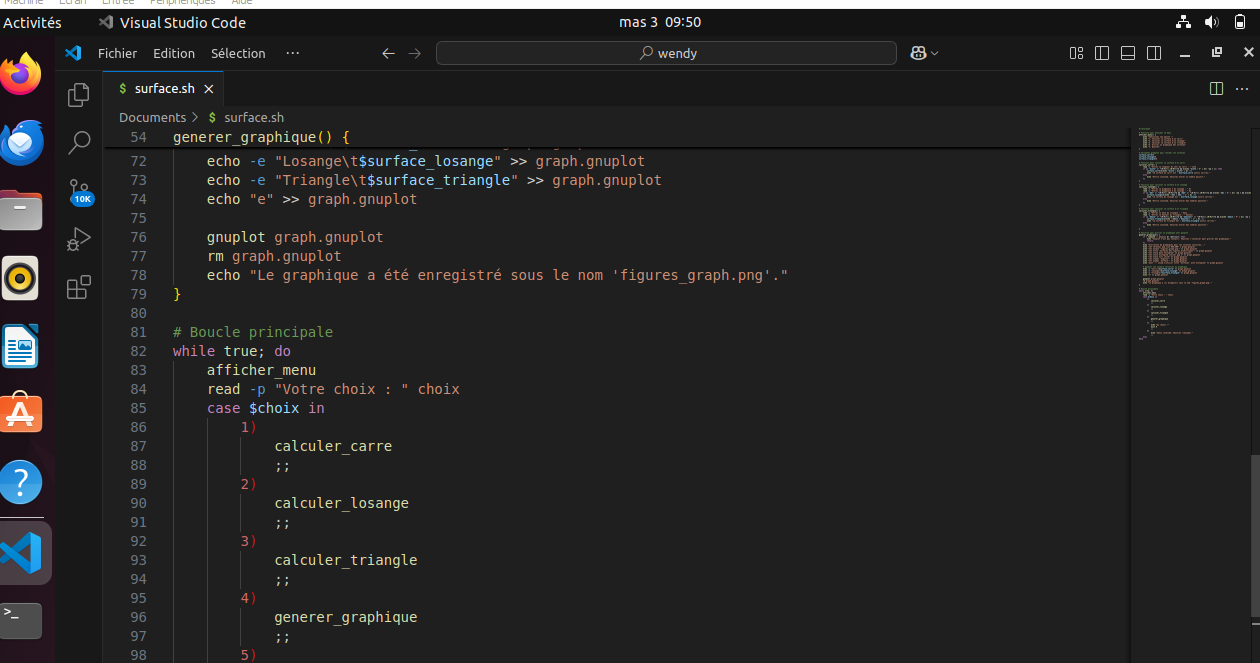 Machine Écran Entrée Périphériques Aide
Activités Visual Studio Code mas 3 09:50
Fichier Edition Sélection ··· wendy
$ surface.sh
Documents > $ surface.sh
54 generer_graphique() {
72 echo -e "Losange\t$surface_losange" >> graph.gnuplot
73 echo -e "Triangle\t$surface_triangle" >> graph.gnuplot
74 echo "e" >> graph.gnuplot
75
76 gnuplot graph.gnuplot
77 rm graph.gnuplot
78 echo "Le graphique a été enregistré sous le nom 'figures_graph.png'."
79 }
80
81 # Boucle principale
82 while true; do
83 afficher_menu
84 read -p "Votre choix : " choix
85 case $choix in
86 1)
87 calculer_carre
88 ;;
89 2)
90 calculer_losange
91 ;;
92 3)
93 calculer_triangle
94 ;;
95 4)
96 generer_graphique
97 ;;
98 5)
10K
?
>_